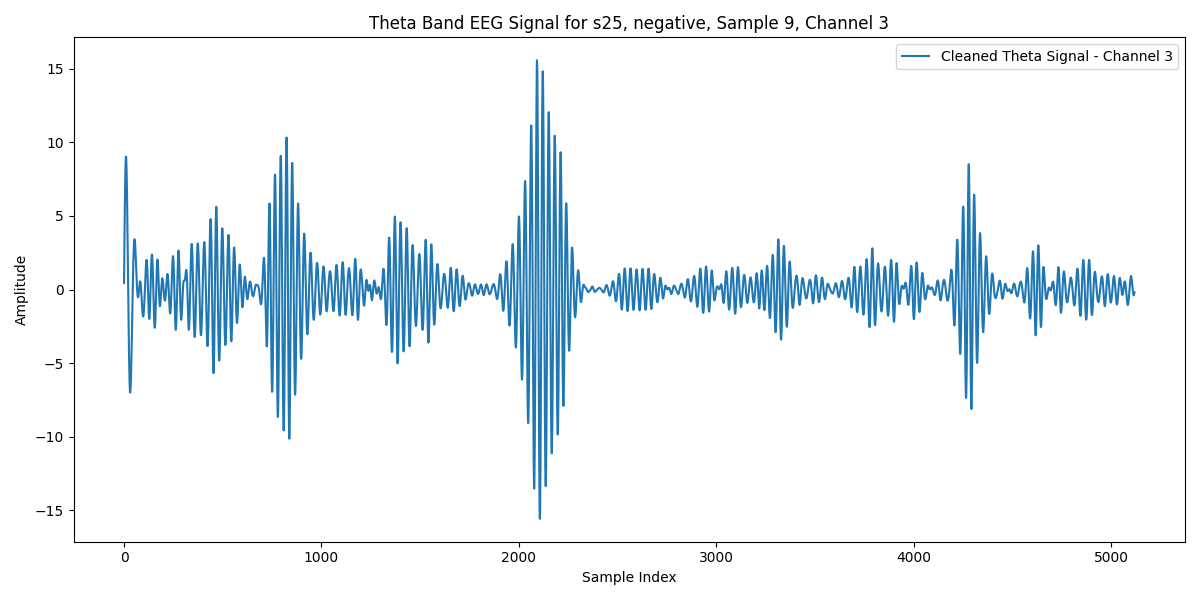 Theta Band EEG Signal for s25, negative, Sample 9, Channel 3
Cleaned Theta Signal - Channel 3
Amplitude
15
10
5
0
−5
−10
−15
0 1000 2000 3000 4000 5000
Sample Index